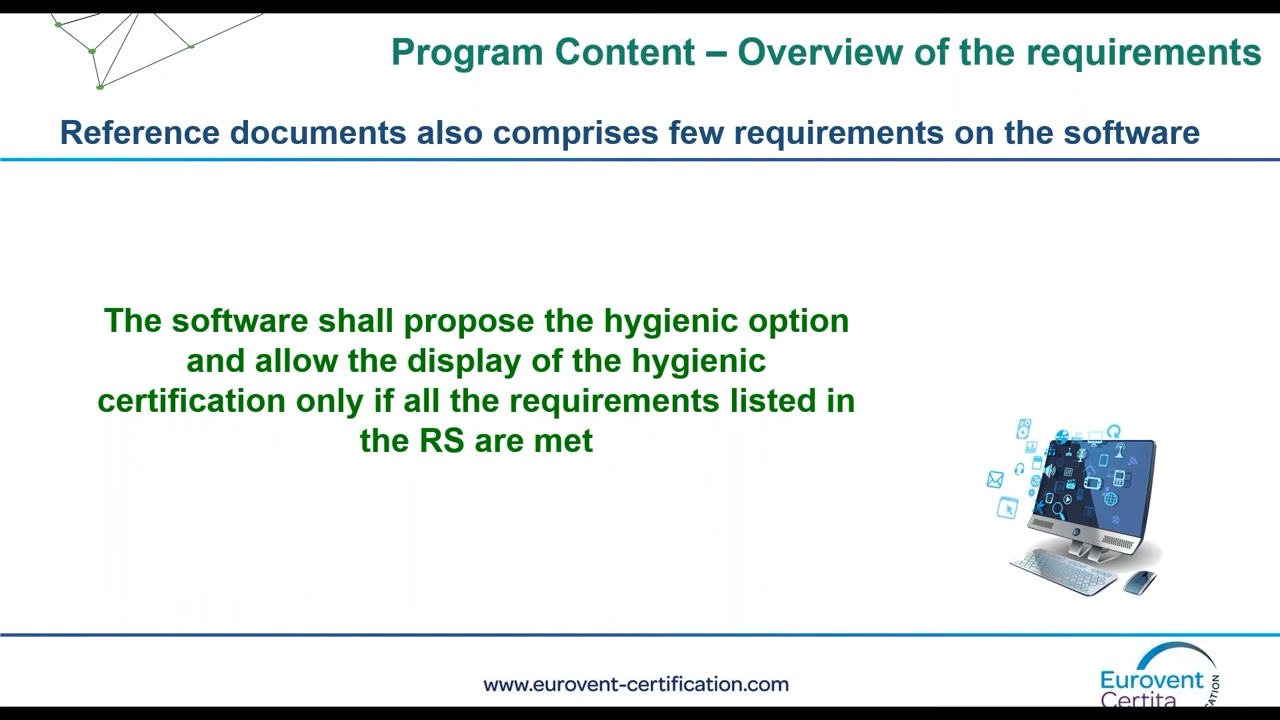 Program Content – Overview of the requirements
Reference documents also comprises few requirements on the software
The software shall propose the hygienic option
and allow the display of the hygienic
certification only if all the requirements listed in
the RS are met
www.eurovent-certification.com
Eurovent
Certita